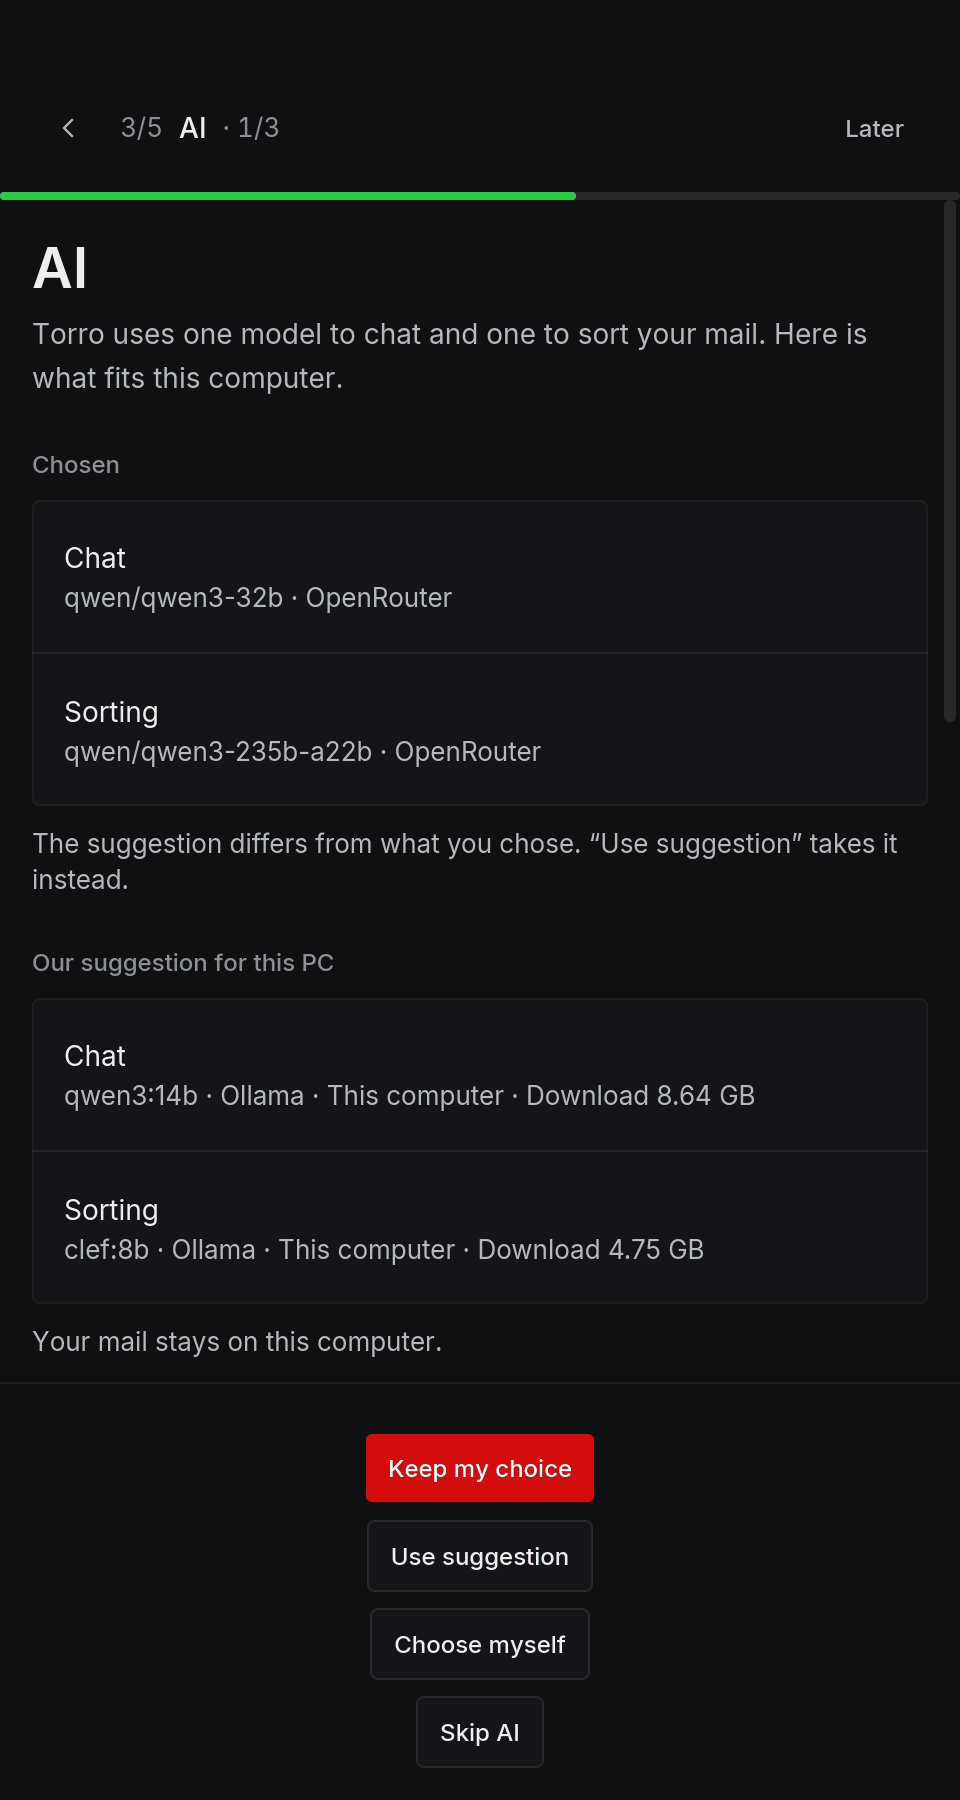 3/5 AI · 1/3
Later
AI
Torro uses one model to chat and one to sort your mail. Here is
what fits this computer.
Chosen
Chat
qwen/qwen3-32b · OpenRouter
Sorting
qwen/qwen3-235b-a22b · OpenRouter
The suggestion differs from what you chose. “Use suggestion” takes it
instead.
Our suggestion for this PC
Chat
qwen3:14b · Ollama · This computer · Download 8.64 GB
Sorting
clef:8b · Ollama · This computer · Download 4.75 GB
Your mail stays on this computer.
Keep my choice
Use suggestion
Choose myself
Skip AI